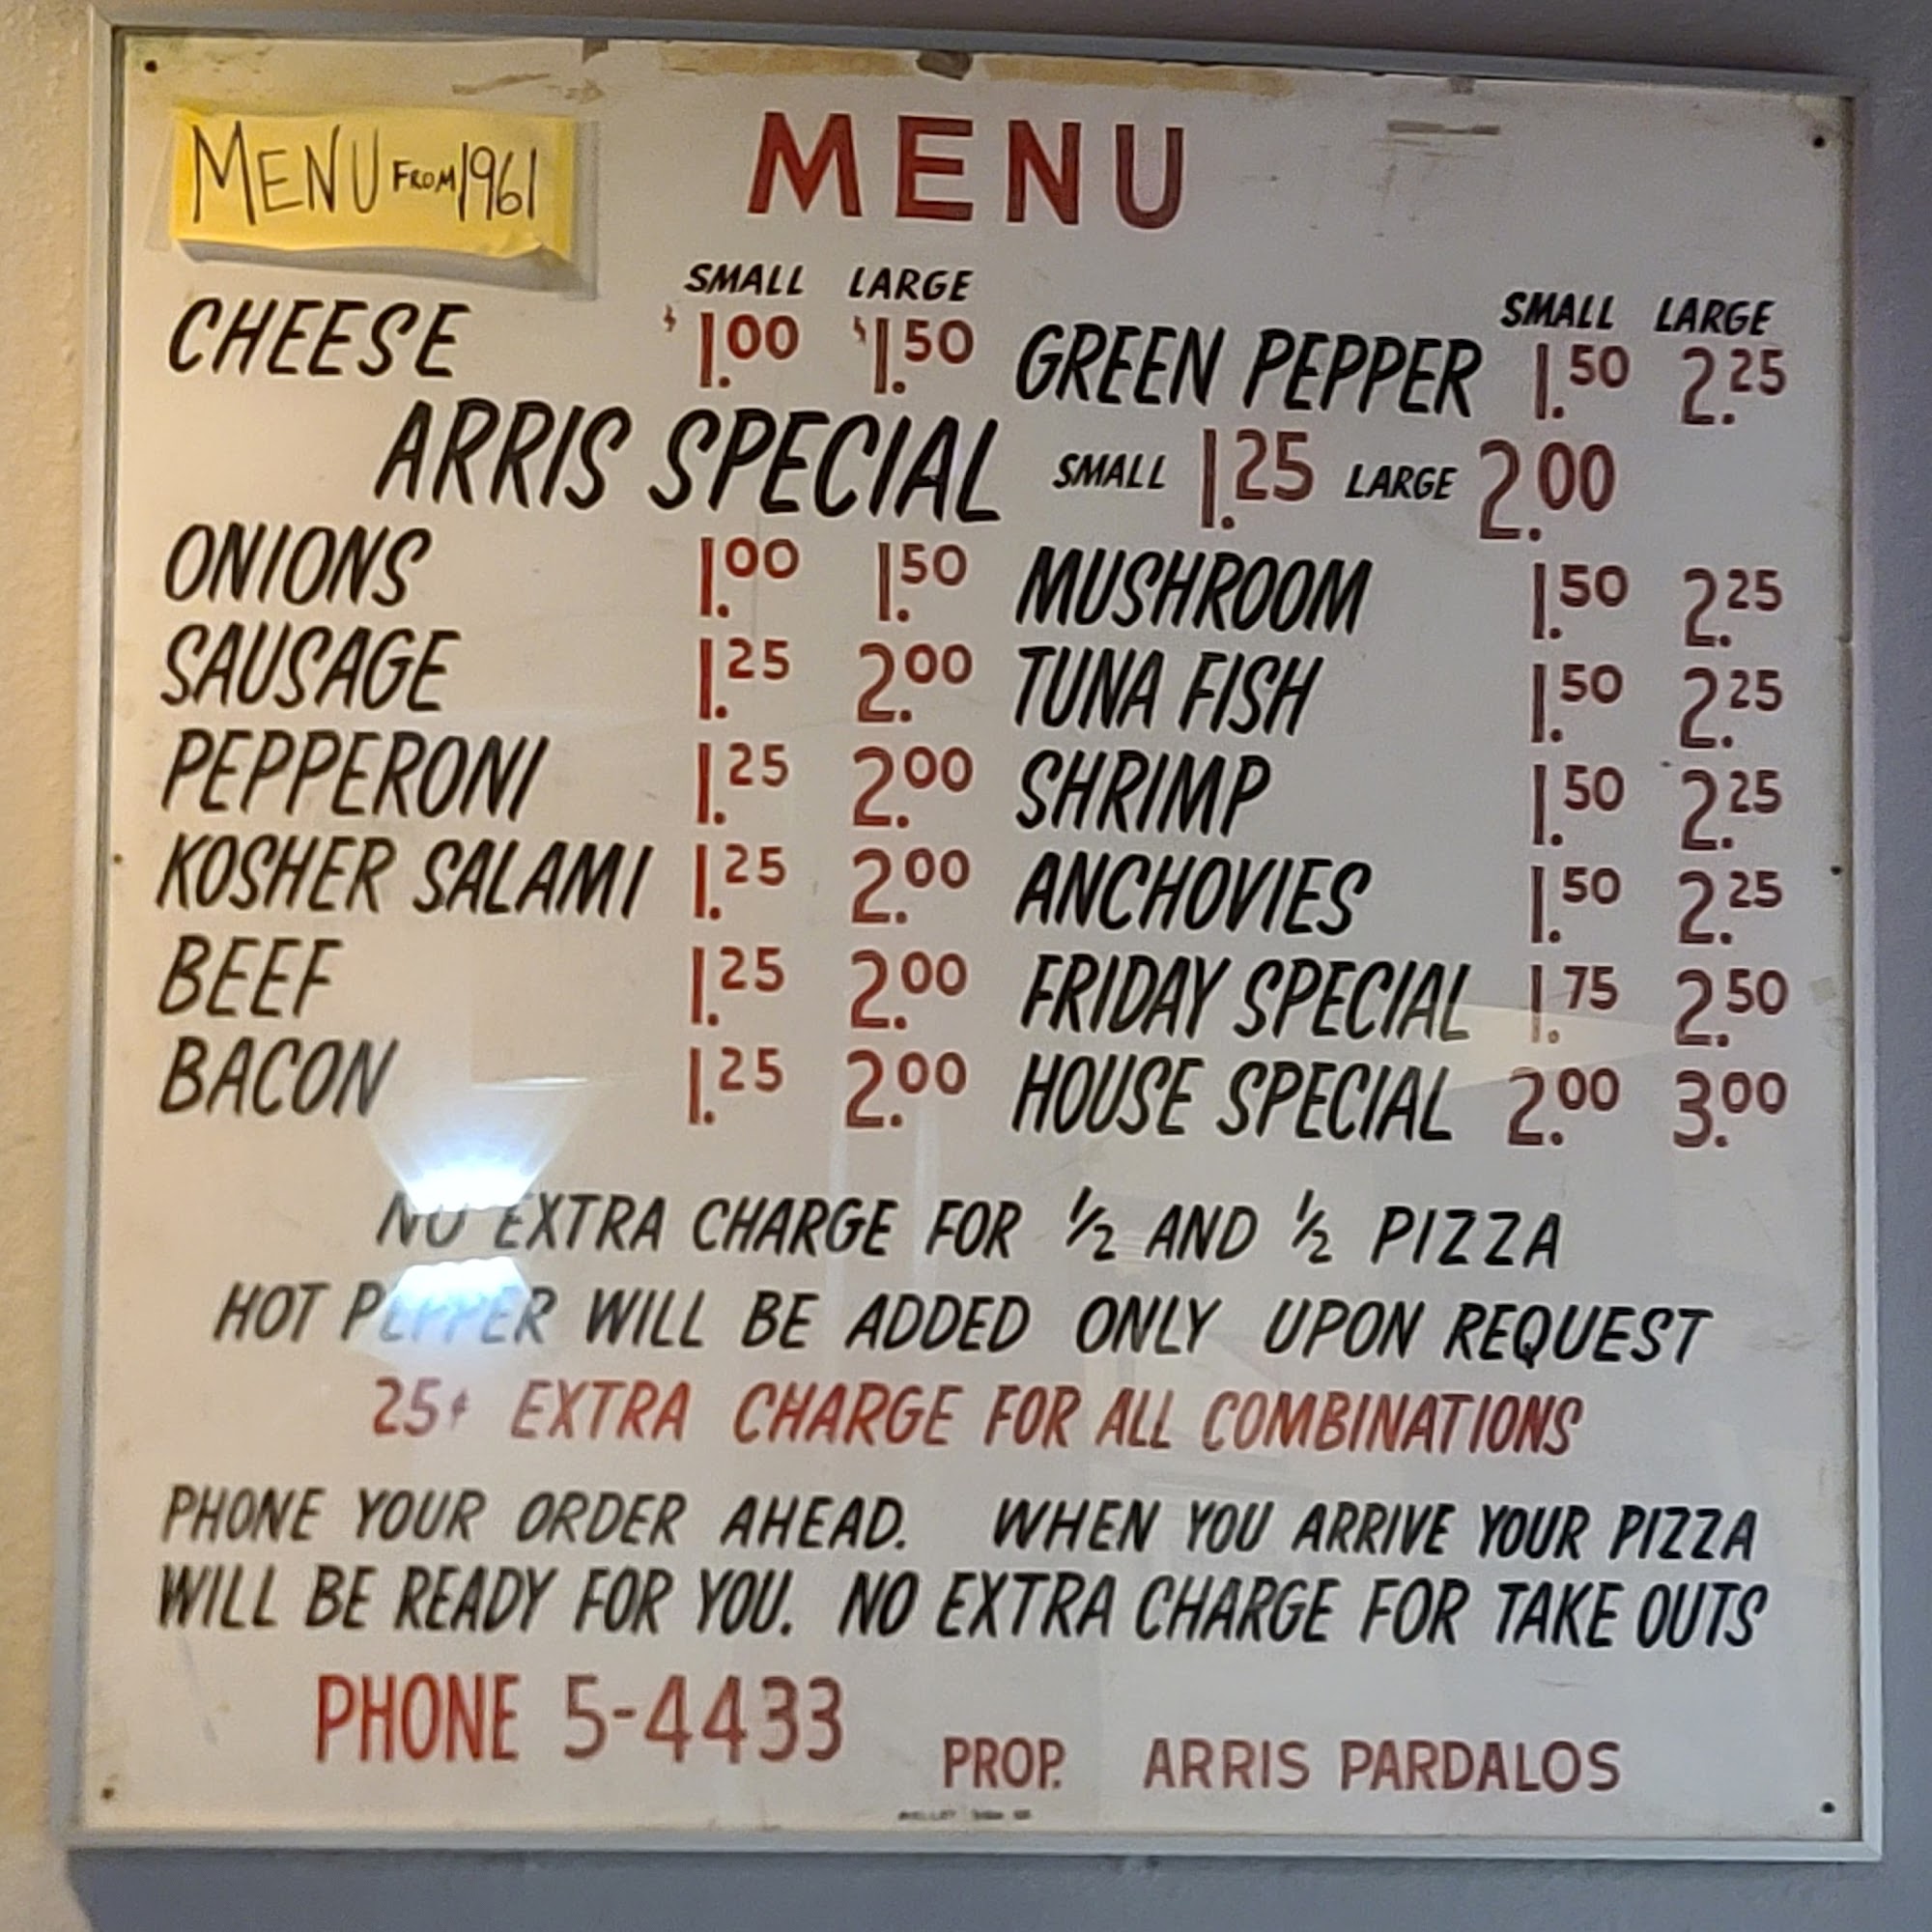 MENU FROM 1961
MENU
SMALL LARGE
CHEESE $1.00 $1.50
SMALL LARGE
GREEN PEPPER 1.50 2.25
ARRIS SPECIAL SMALL 1.25 LARGE 2.00
ONIONS 1.00 1.50
SAUSAGE 1.25 2.00
PEPPERONI 1.25 2.00
KOSHER SALAMI 1.25 2.00
BEEF 1.25 2.00
BACON 1.25 2.00
MUSHROOM 1.50 2.25
TUNA FISH 1.50 2.25
SHRIMP 1.50 2.25
ANCHOVIES 1.50 2.25
FRIDAY SPECIAL 1.75 2.50
HOUSE SPECIAL 2.00 3.00
NO EXTRA CHARGE FOR ½ AND ½ PIZZA
HOT PEPPER WILL BE ADDED ONLY UPON REQUEST
25¢ EXTRA CHARGE FOR ALL COMBINATIONS
PHONE YOUR ORDER AHEAD. WHEN YOU ARRIVE YOUR PIZZA
WILL BE READY FOR YOU. NO EXTRA CHARGE FOR TAKE OUTS
PHONE 5-4433
PROP. ARRIS PARDALOS